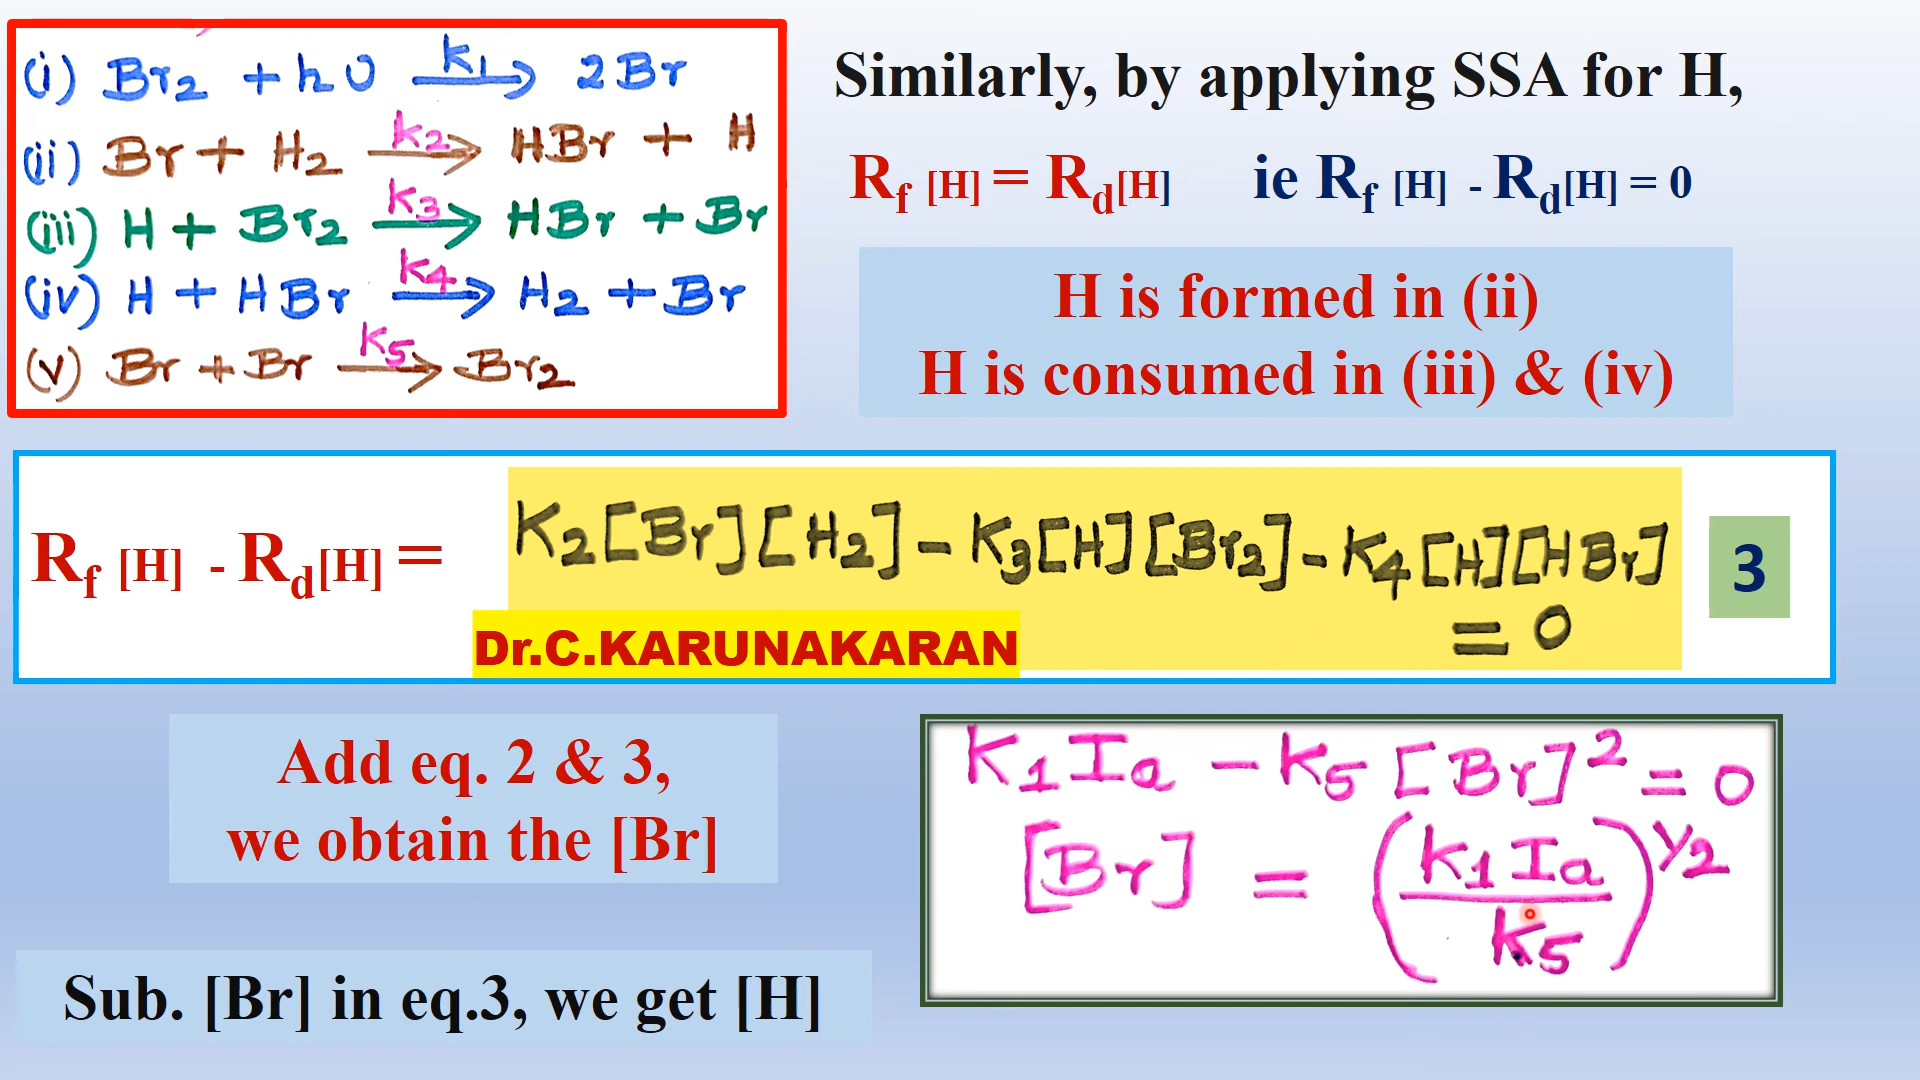 (i) Br2 + hυ K1→ 2Br
(ii) Br + H2 K2→ HBr + H
(iii) H + Br2 K3→ HBr + Br
(iv) H + HBr K4→ H2 + Br
(v) Br + Br K5→ Br2
Similarly, by applying SSA for H,
Rf [H] = Rd[H] ie Rf [H] - Rd[H] = 0
H is formed in (ii)
H is consumed in (iii) & (iv)
Rf [H] - Rd[H] = K2[Br][H2] - K3[H][Br2] - K4[H][HBr]
= 0
3
Dr.C.KARUNAKARAN
Add eq. 2 & 3,
we obtain the [Br]
K1Ia - K5[Br]² = 0
[Br] = (K1Ia/K5)^1/2
Sub. [Br] in eq.3, we get [H]